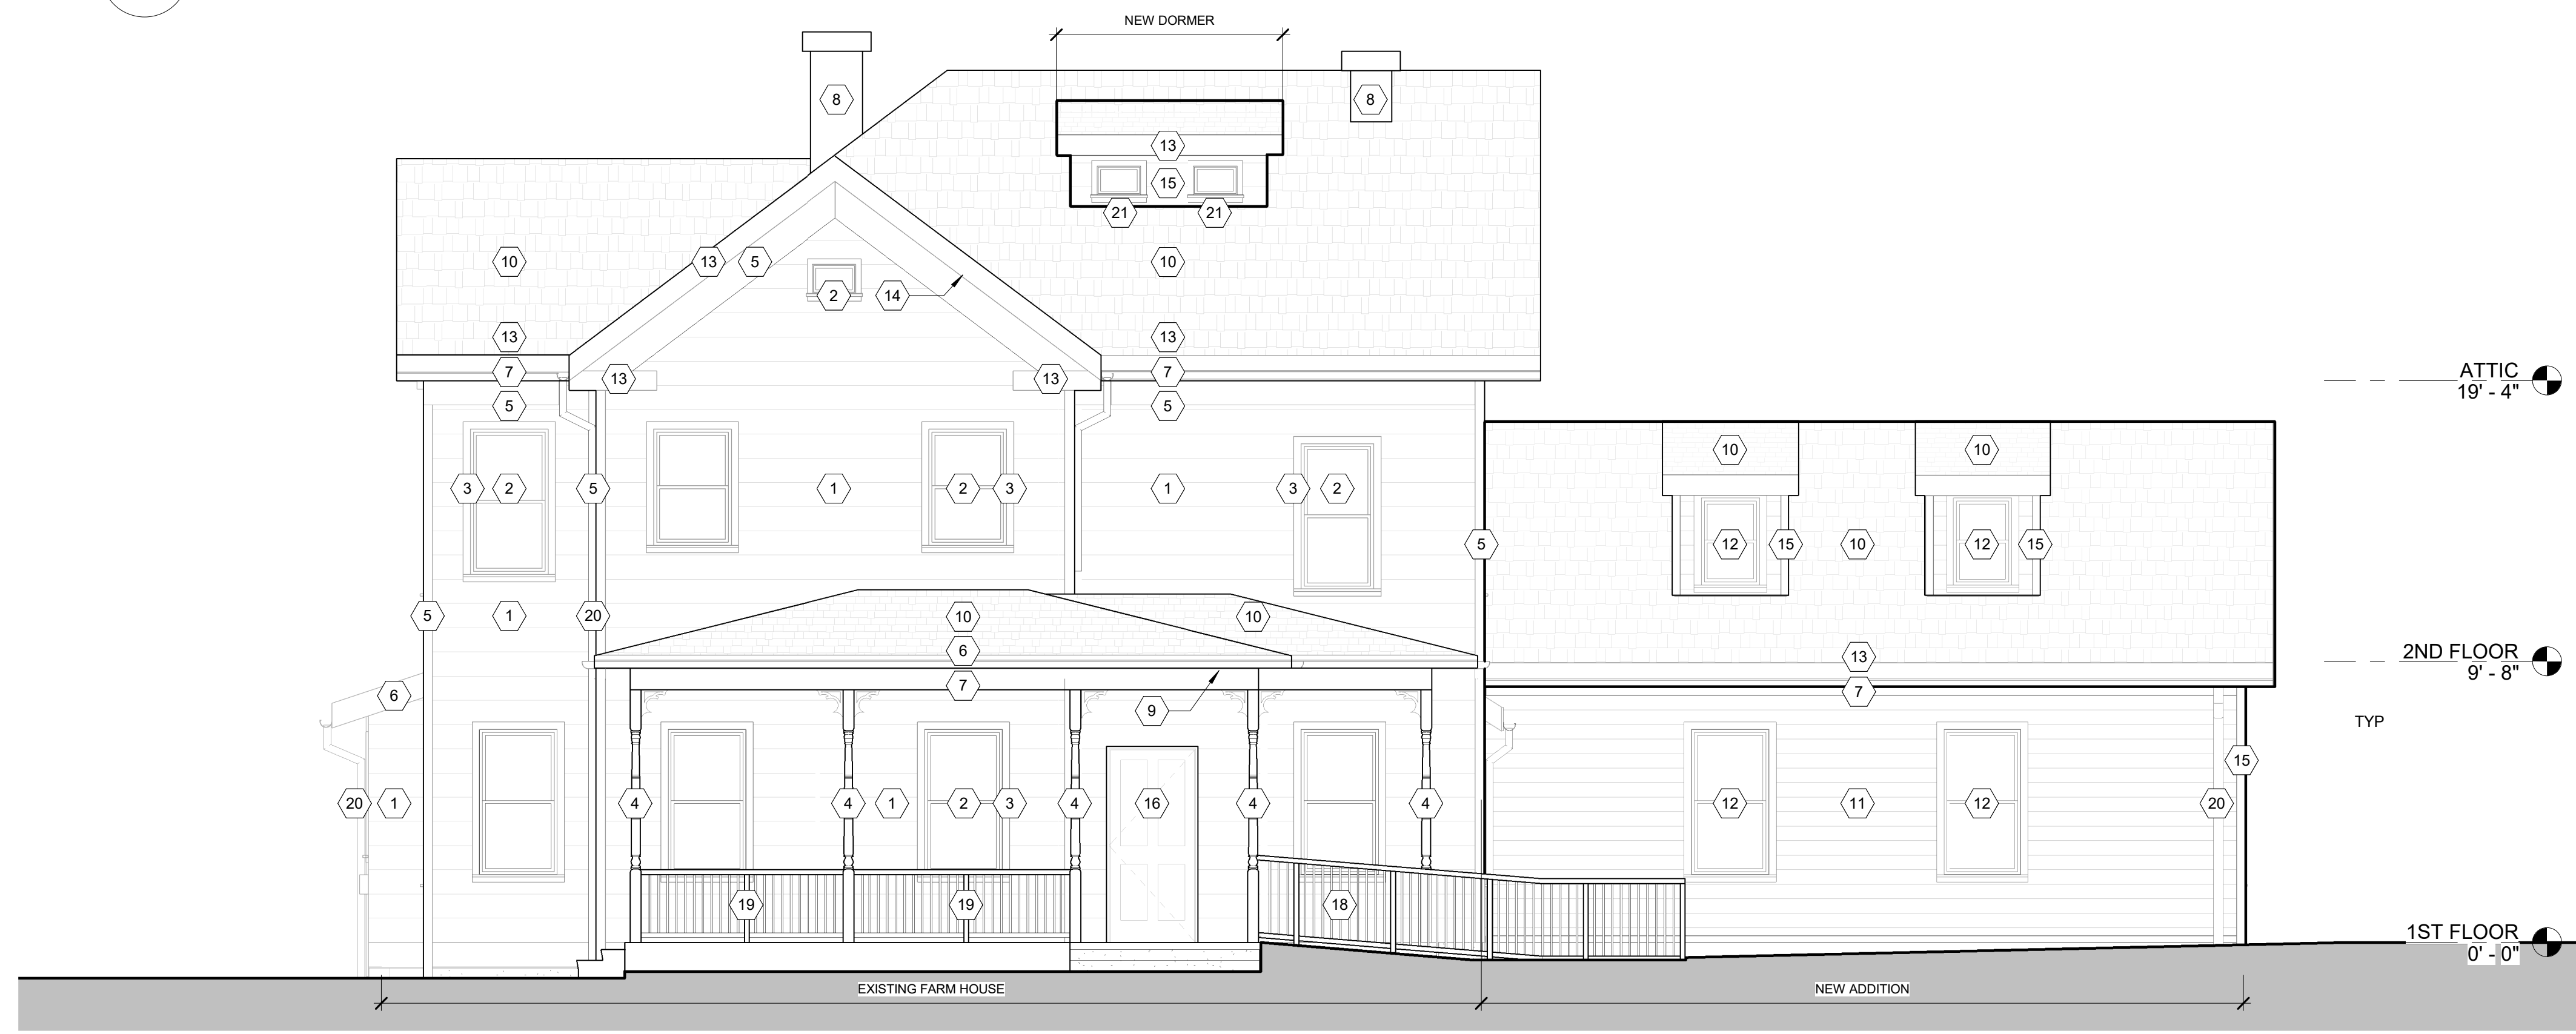 NEW DORMER
8 8
13
15
21 21
10 13 5 10
2 14
13 13
13 7 13 7
ATTIC
19' - 4"
5 5
10 10
3 2 5 1 2 3 1 3 2
5 12 15 10 12 15
5 1 20 10 10
6 13
2ND FLOOR
9' - 8"
6 7 7
9
TYP
15
20 1 4 4 1 2 3 4 16 4 4 12 11 12 20
19 19 18
1ST FLOOR
0' - 0"
EXISTING FARM HOUSE NEW ADDITION